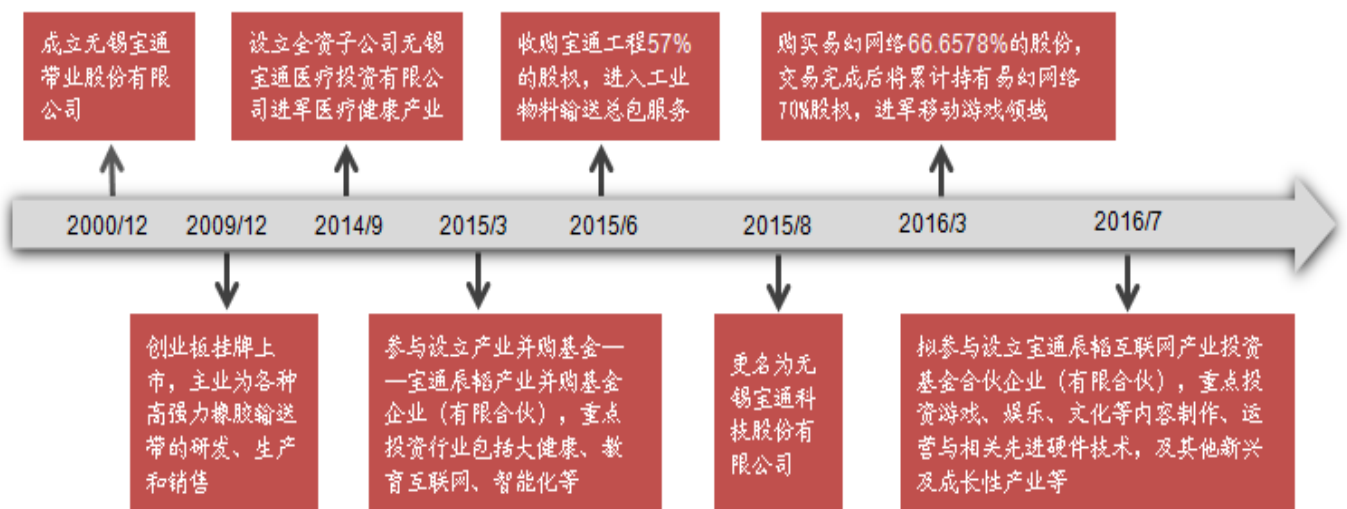 成立无锡宝通
带业股份有限
公司
设立全资子公司无锡
宝通医疗投资有限公
司进军医疗健康产业
收购宝通工程57%
的股权，进入工业
物料输送总包服务
购买易幻网络66.6578%的股份，
交易完成后将累计持有易幻网络
70%股权，进军移动游戏领域
2000/12
2009/12
2014/9
2015/3
2015/6
2015/8
2016/3
2016/7
创业板挂牌上
市，主业为各种
高强力橡胶输送
带的研发、生产
和销售
参与设立产业并购基金—
—宝通辰韬产业并购基金
企业（有限合伙），重点
投资行业包括大健康、教
育互联网、智能化等
更名为无
锡宝通科
技股份有
限公司
拟参与设立宝通辰韬互联网产业投资
基金合伙企业（有限合伙），重点投
资游戏、娱乐、文化等内容制作、运
营与相关先进硬件技术，及其他新兴
及成长性产业等